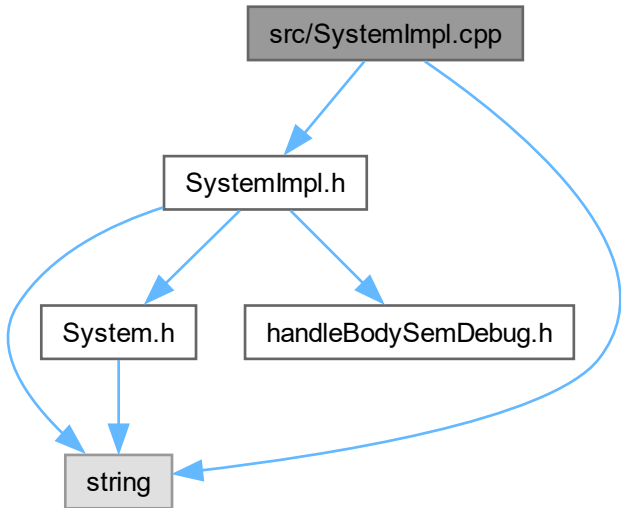 src/SystemImpl.cpp
SystemImpl.h
System.h
handleBodySemDebug.h
string